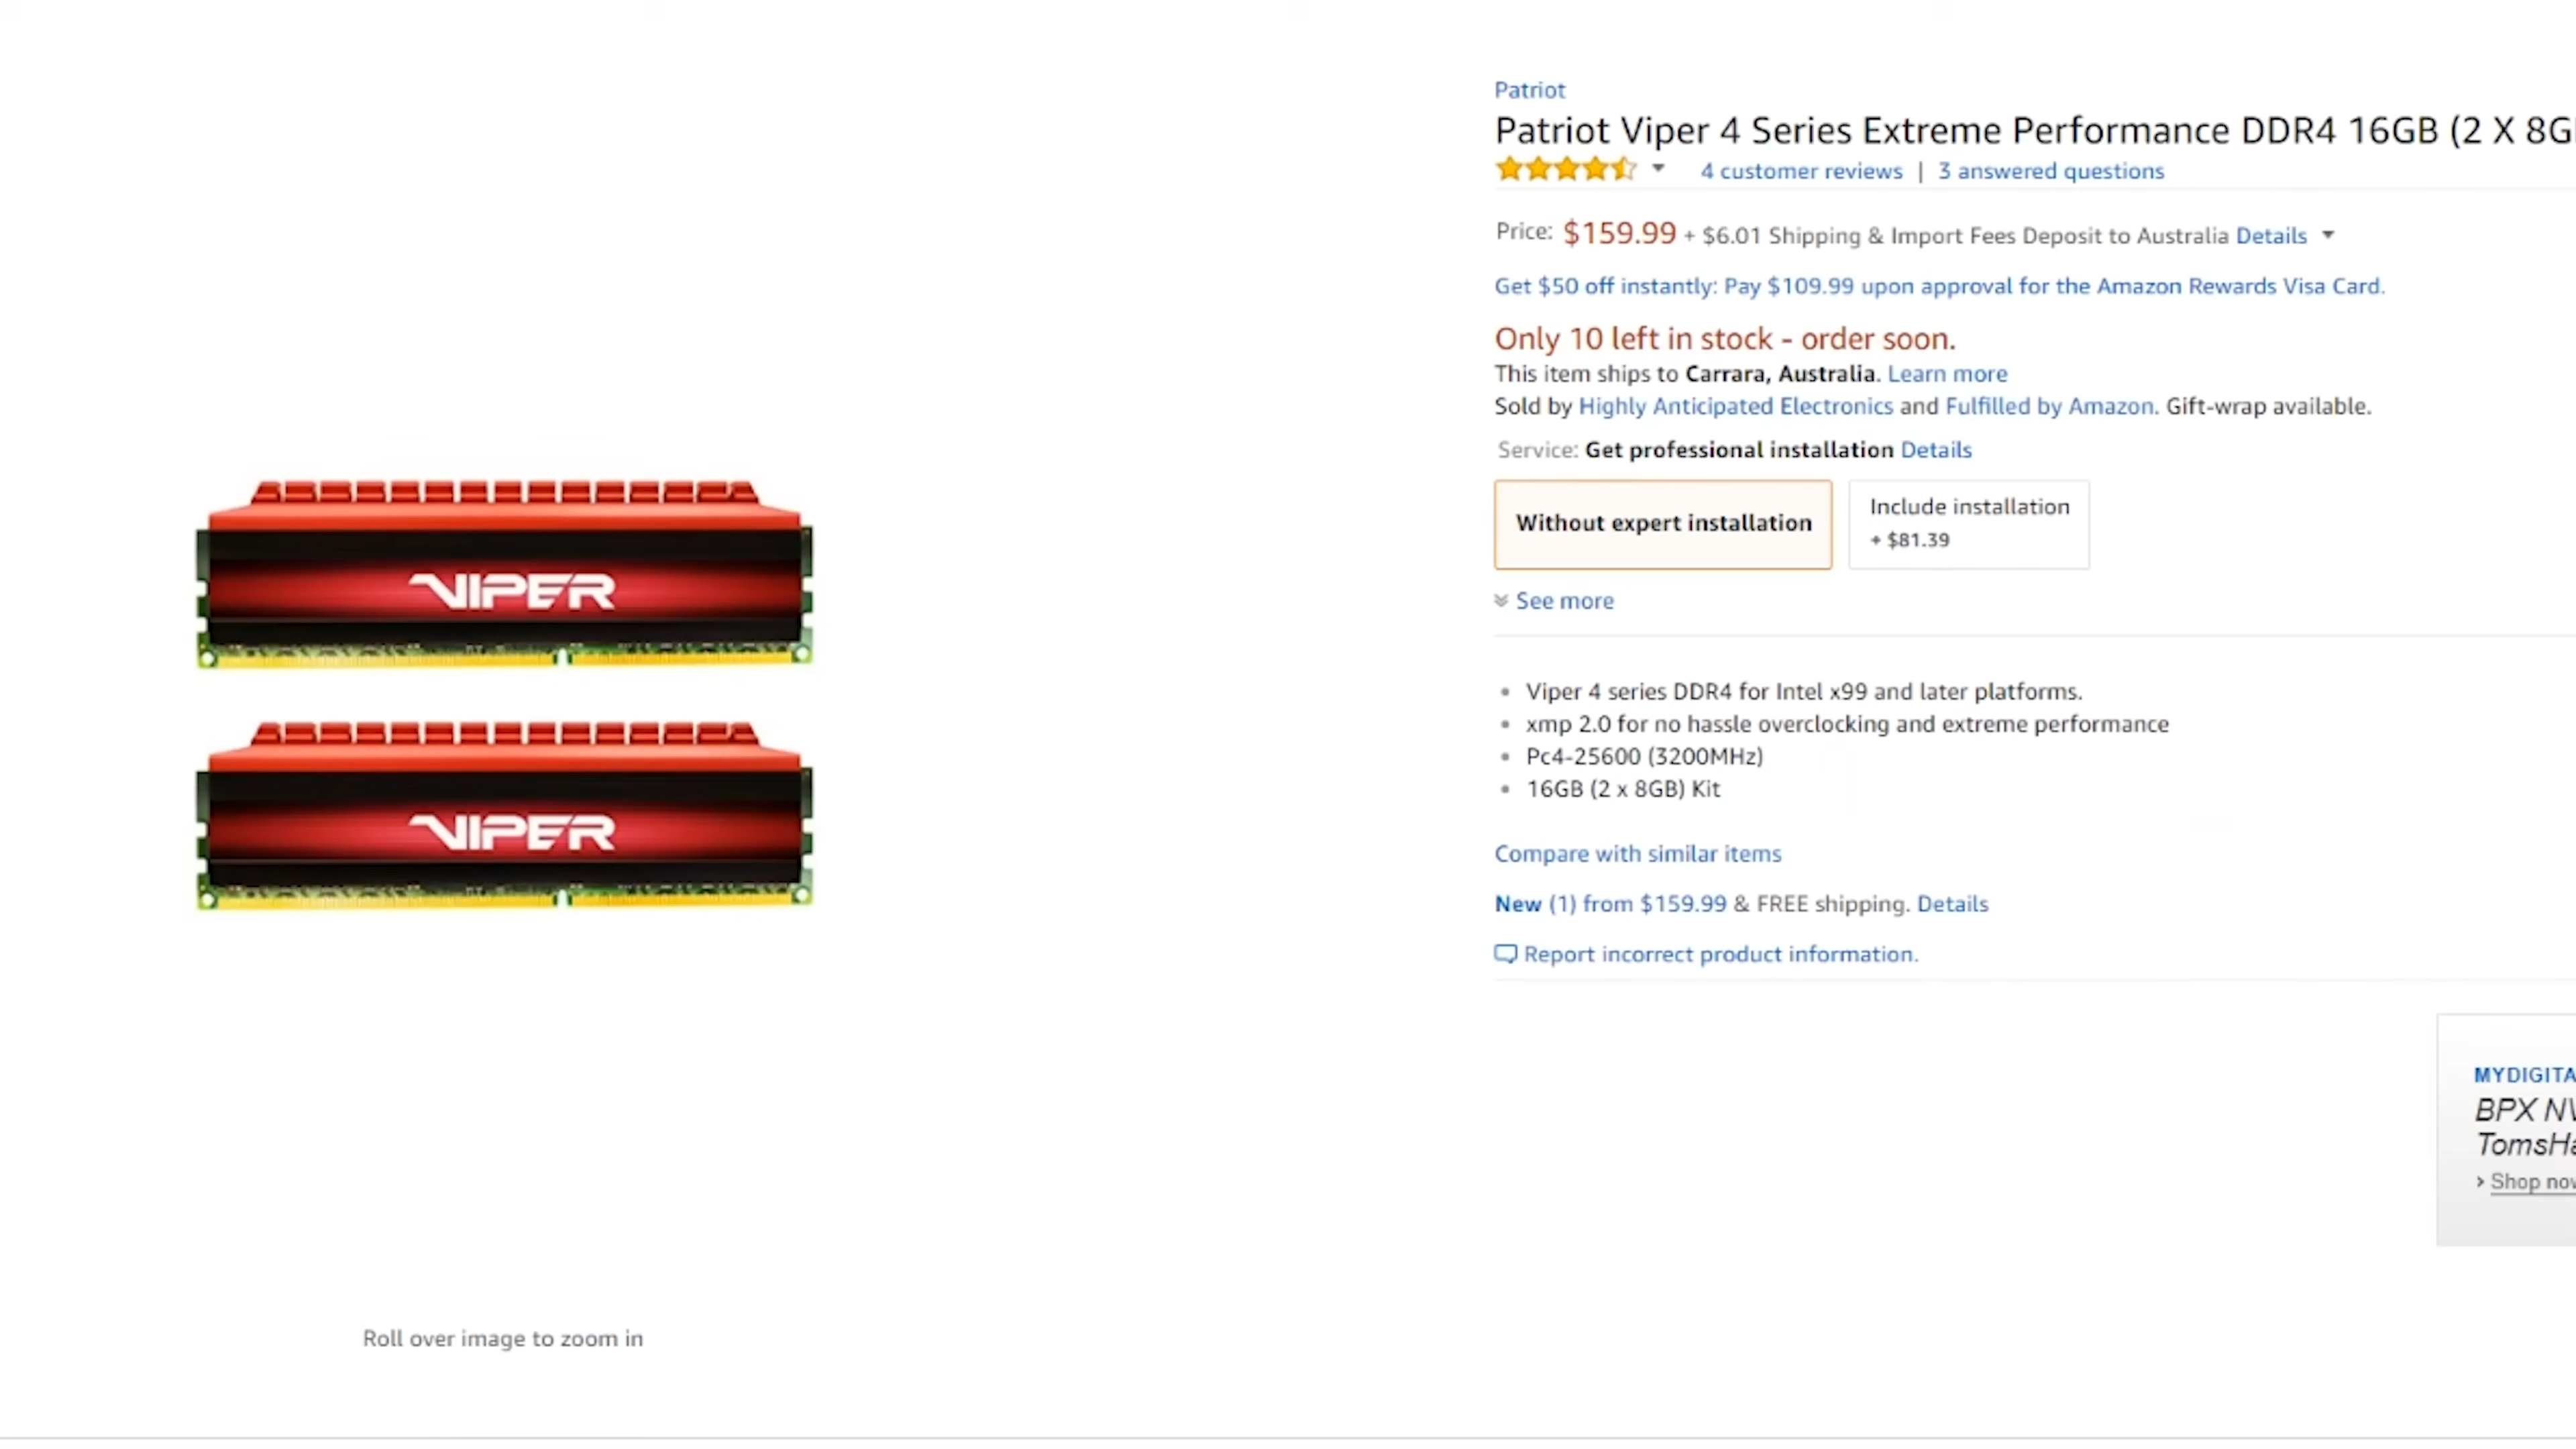 Patriot
Patriot Viper 4 Series Extreme Performance DDR4 16GB (2 X 8G
4 customer reviews | 3 answered questions
Price: $159.99 + $6.01 Shipping & Import Fees Deposit to Australia Details
Get $50 off instantly: Pay $109.99 upon approval for the Amazon Rewards Visa Card.
Only 10 left in stock - order soon.
This item ships to Carrara, Australia. Learn more
Sold by Highly Anticipated Electronics and Fulfilled by Amazon. Gift-wrap available.
Service: Get professional installation Details
Without expert installation
Include installation
+ $81.39
See more
VIPER
VIPER
• Viper 4 series DDR4 for Intel x99 and later platforms.
• xmp 2.0 for no hassle overclocking and extreme performance
• Pc4-25600 (3200MHz)
• 16GB (2 x 8GB) Kit
Compare with similar items
New (1) from $159.99 & FREE shipping. Details
Report incorrect product information.
MYDIGITA
BPX NV
TomsHa
› Shop nov
Roll over image to zoom in